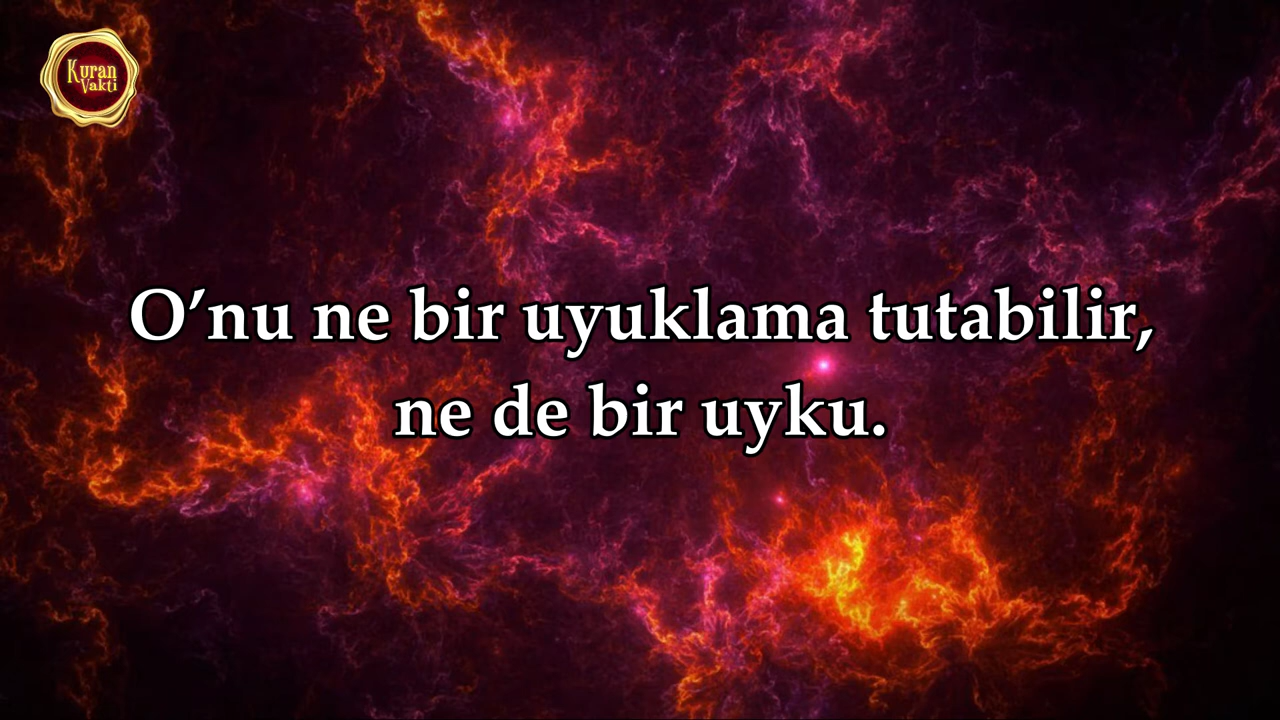 Kuran
Vakti
O’nu ne bir uyuklama tutabilir,
ne de bir uyku.